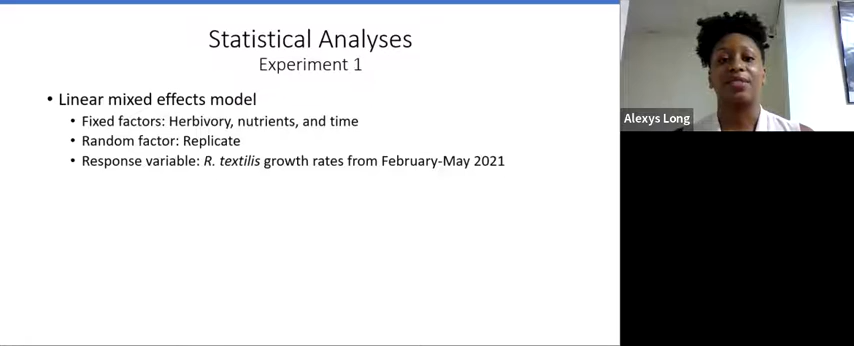 Statistical Analyses
Experiment 1
• Linear mixed effects model
• Fixed factors: Herbivory, nutrients, and time
• Random factor: Replicate
• Response variable: R. textilis growth rates from February-May 2021
Alexys Long